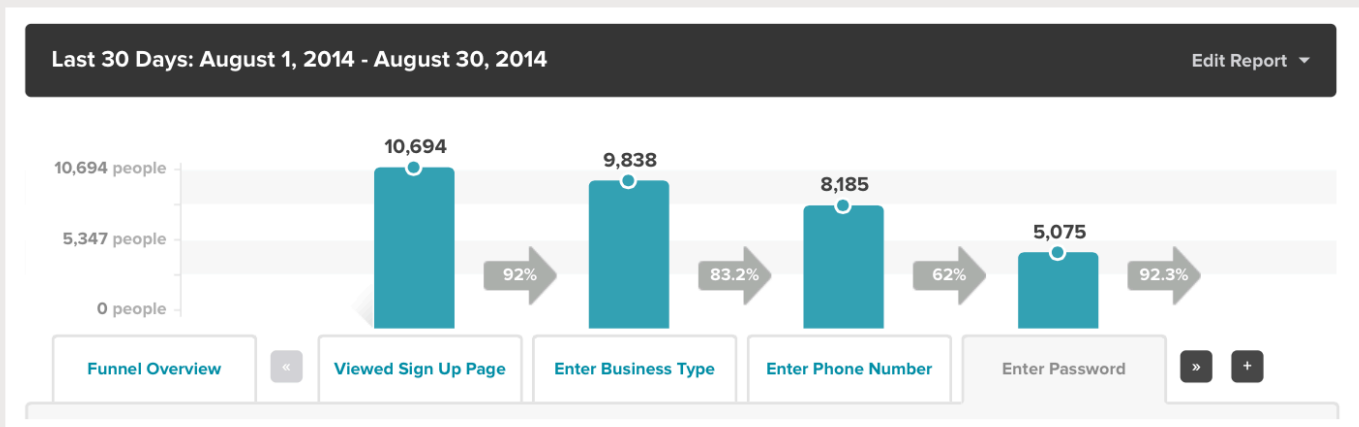 Last 30 Days: August 1, 2014 - August 30, 2014
Edit Report
10,694
9,838
8,185
5,075
10,694 people
5,347 people
0 people
92%
83.2%
62%
92.3%
Funnel Overview
«
Viewed Sign Up Page
Enter Business Type
Enter Phone Number
Enter Password
»
+